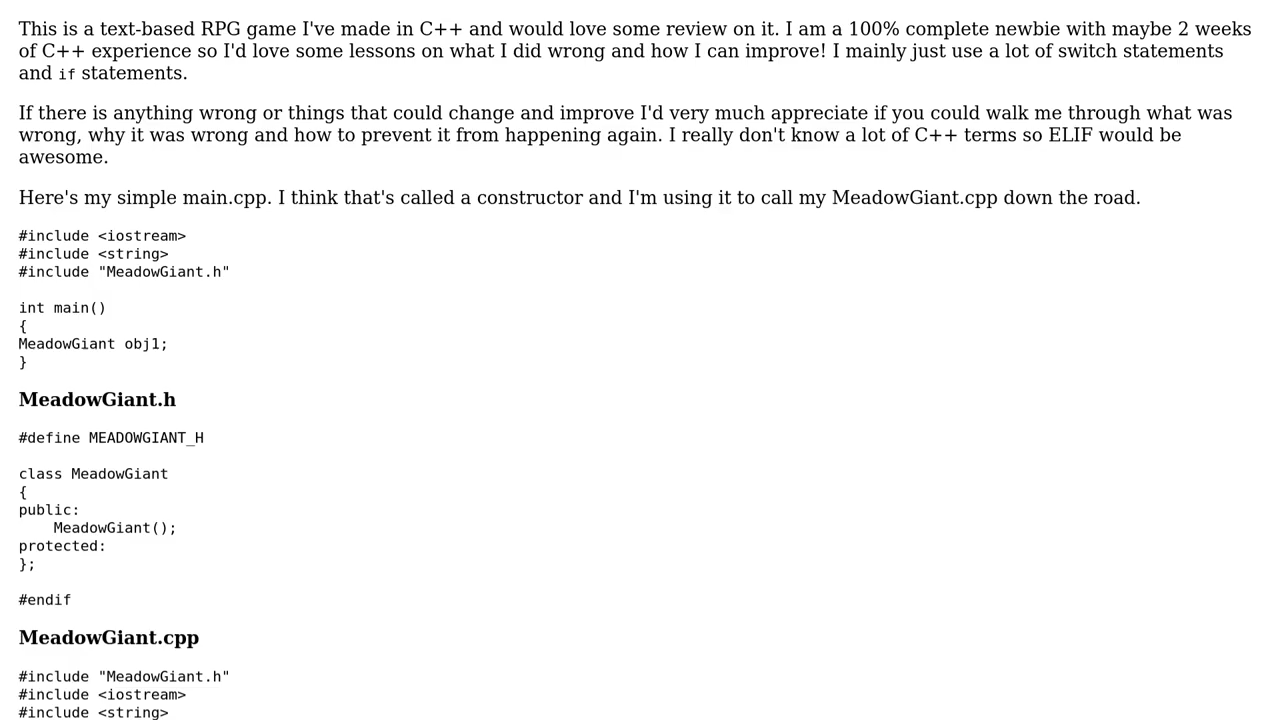 This is a text-based RPG game I've made in C++ and would love some review on it. I am a 100% complete newbie with maybe 2 weeks
of C++ experience so I'd love some lessons on what I did wrong and how I can improve! I mainly just use a lot of switch statements
and if statements.
If there is anything wrong or things that could change and improve I'd very much appreciate if you could walk me through what was
wrong, why it was wrong and how to prevent it from happening again. I really don't know a lot of C++ terms so ELIF would be
awesome.
Here's my simple main.cpp. I think that's called a constructor and I'm using it to call my MeadowGiant.cpp down the road.
#include <iostream>
#include <string>
#include "MeadowGiant.h"
int main()
{
MeadowGiant obj1;
}
MeadowGiant.h
#define MEADOWGIANT_H
class MeadowGiant
{
public:
    MeadowGiant();
protected:
};
#endif
MeadowGiant.cpp
#include "MeadowGiant.h"
#include <iostream>
#include <string>